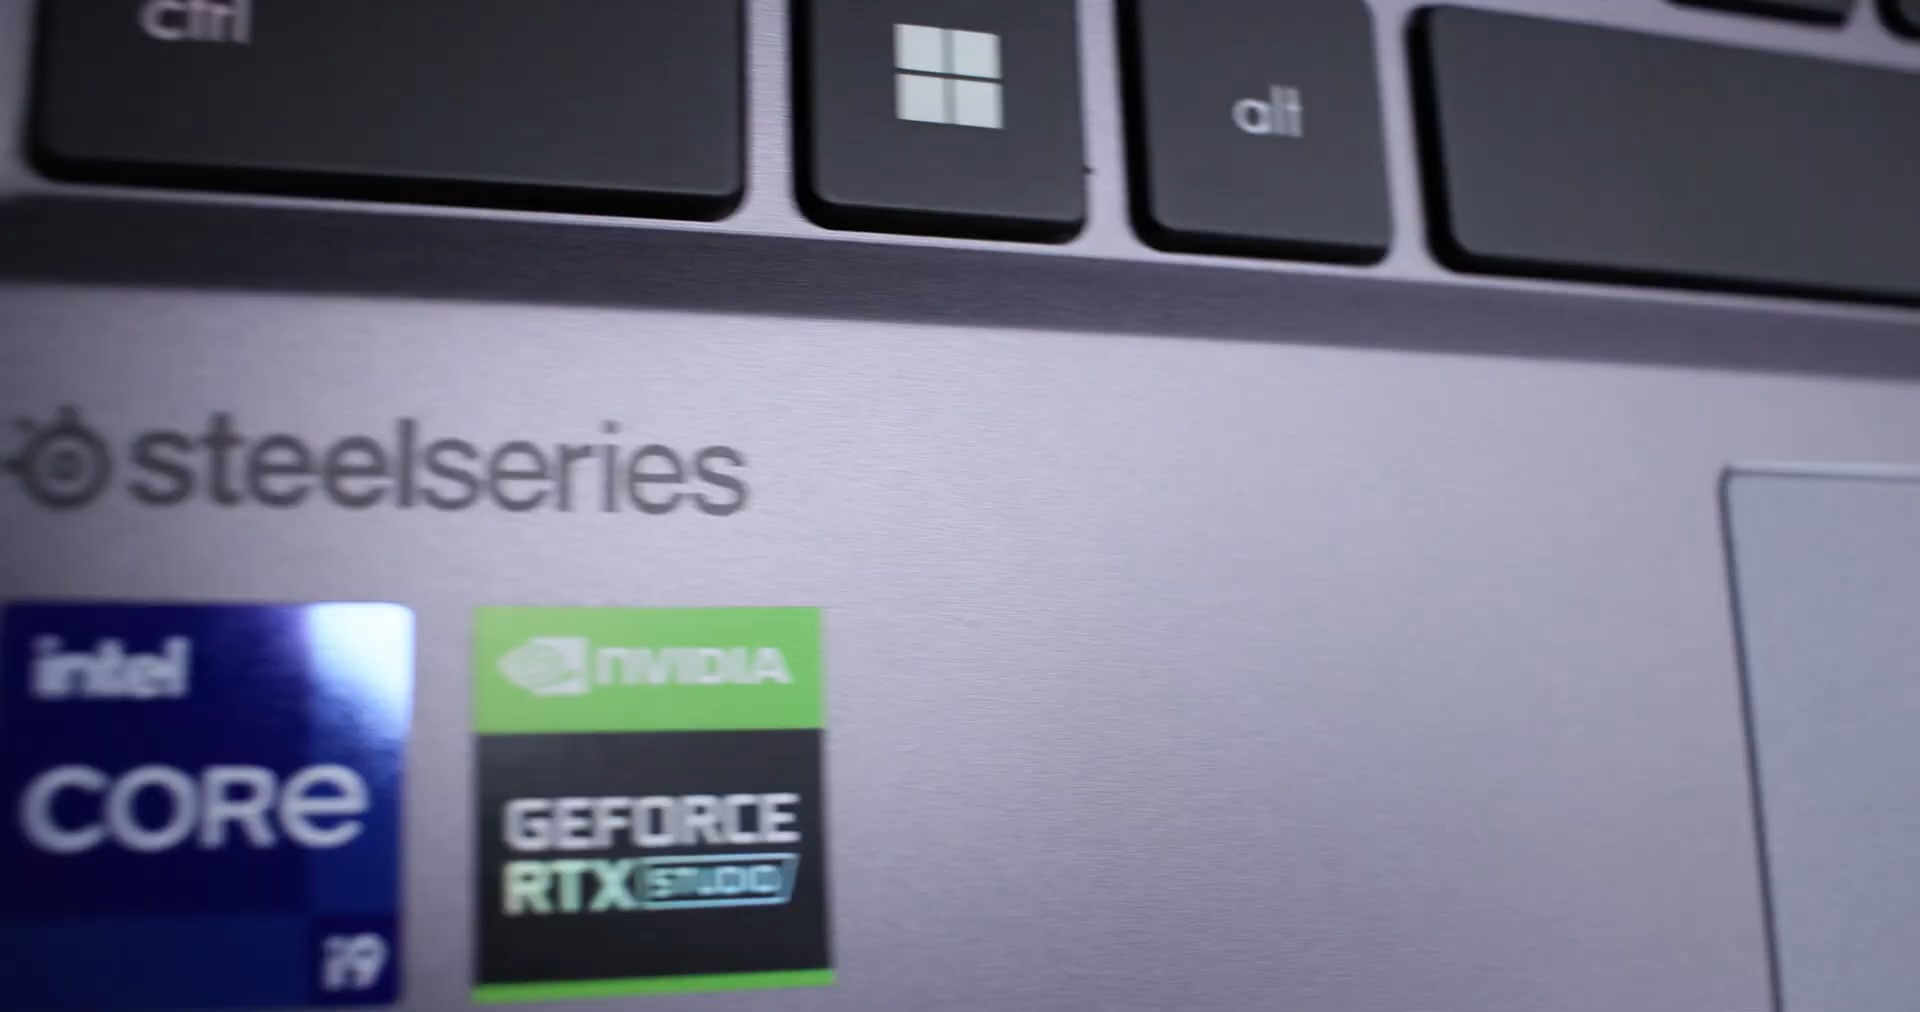 ctrl
alt
steelseries
intel
CORe
i9
nVIDIA
GEFORCE
RTX STUDIO